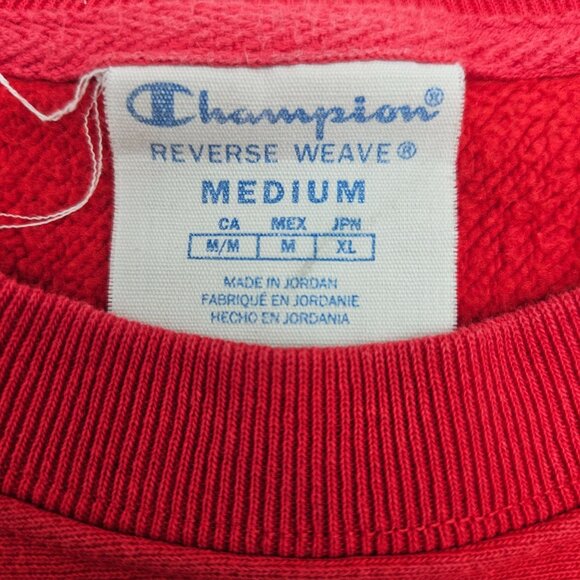 Champion®
REVERSE WEAVE®
MEDIUM
CA MEX JPN
M/M M XL
MADE IN JORDAN
FABRIQUÉ EN JORDANIE
HECHO EN JORDANIA